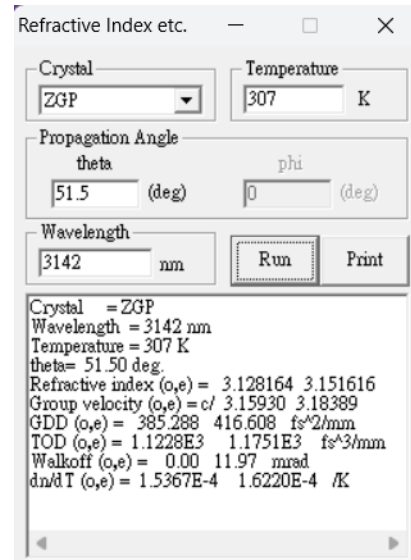 Refractive Index etc.
Crystal
Temperature
ZGP
307 K
Propagation Angle
theta
phi
51.5 (deg)
0 (deg)
Wavelength
3142 nm
Run
Print
Crystal = ZGP
Wavelength = 3142 nm
Temperature = 307 K
theta= 51.50 deg.
Refractive index (o,e) = 3.128164 3.151616
Group velocity (o,e) = c/ 3.15930 3.18389
GDD (o,e) = 385.288 416.608 fs^2/mm
TOD (o,e) = 1.1228E3 1.1751E3 fs^3/mm
Walkoff (o,e) = 0.00 11.97 mrad
dn/dT (o,e) = 1.5367E-4 1.6220E-4 /K